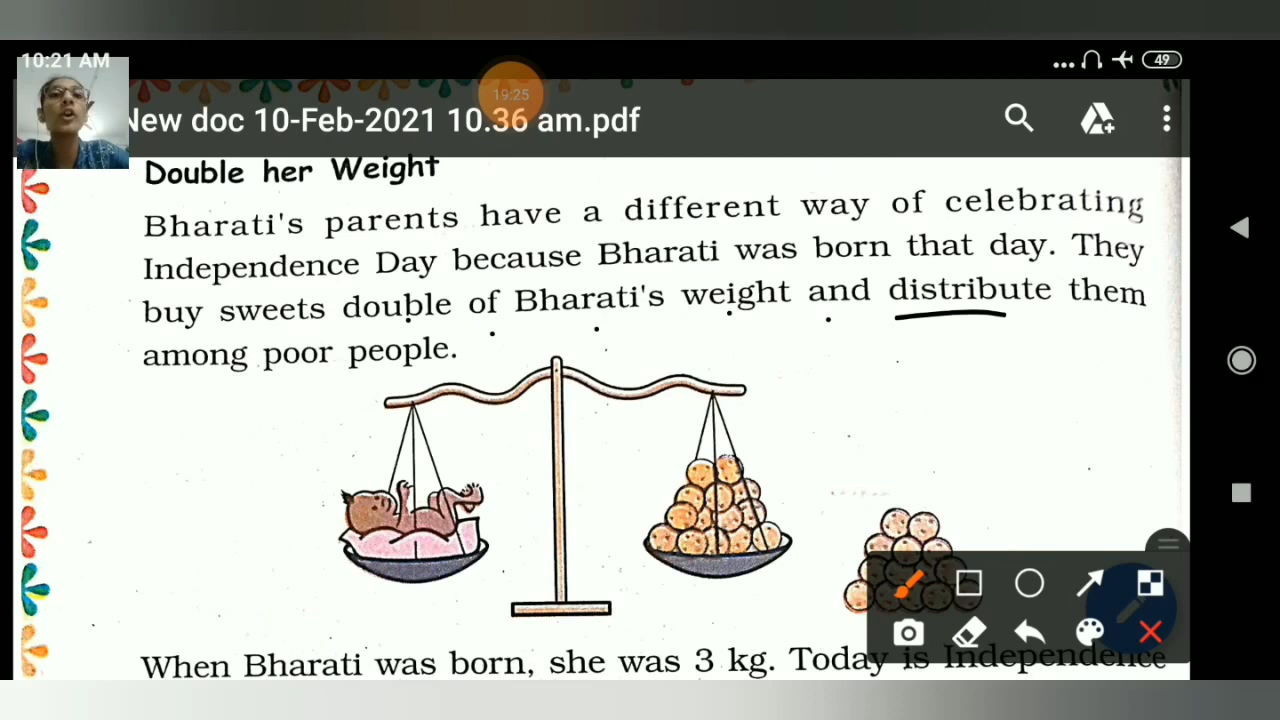 10:21 AM
... 49
19:25
New doc 10-Feb-2021 10.36 am.pdf
Double her Weight
Bharati's parents have a different way of celebrating
Independence Day because Bharati was born that day. They
buy sweets double of Bharati's weight and distribute them
among poor people.
When Bharati was born, she was 3 kg. Today is Independence